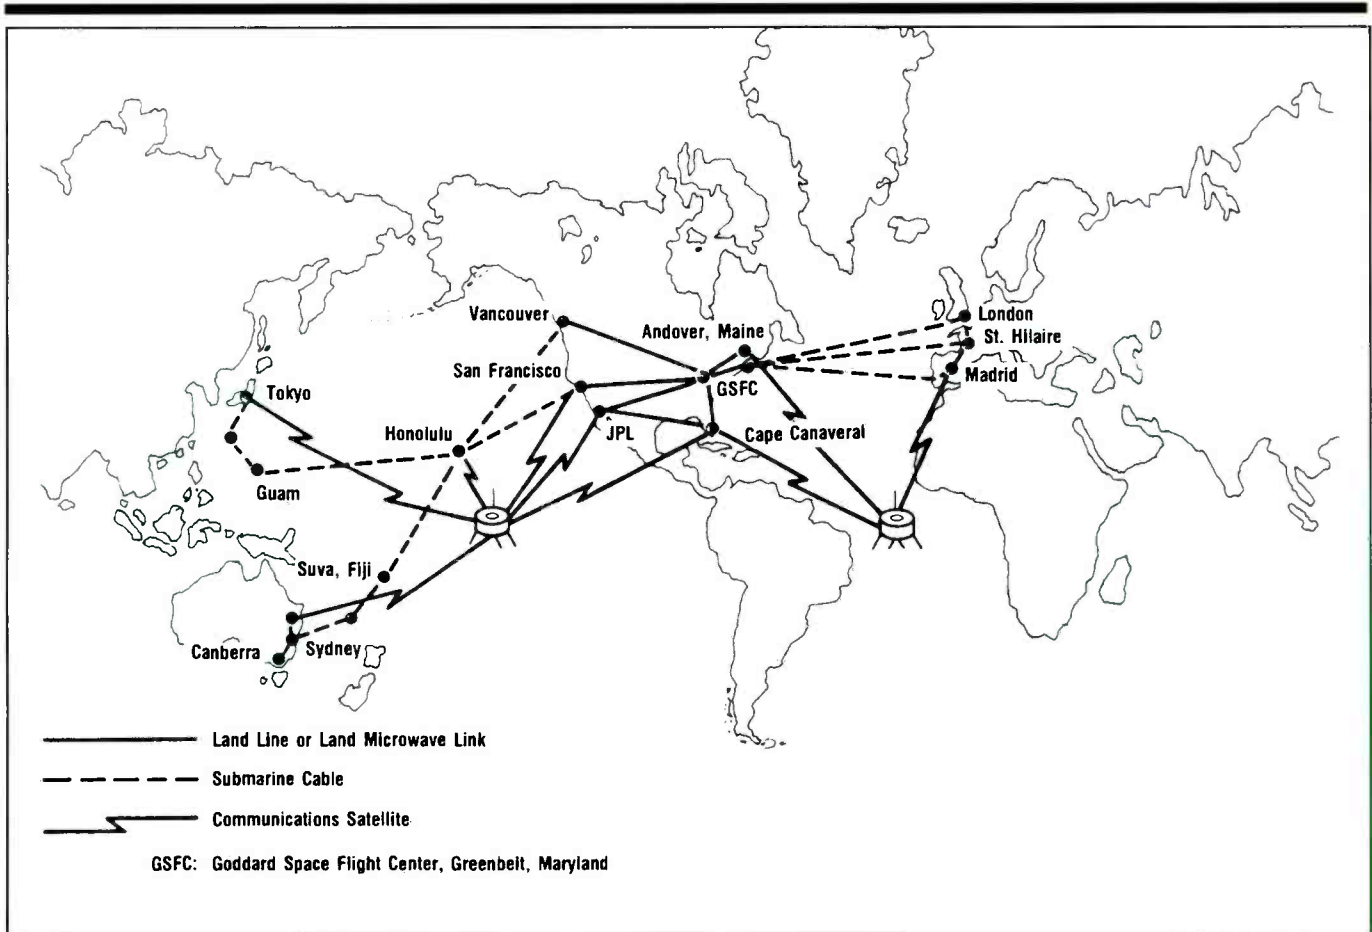 Vancouver
Andover, Maine
London
St. Hilaire
San Francisco
GSFC
Madrid
Tokyo
Honolulu
JPL
Cape Canaveral
Guam
Suva, Fiji
Canberra
Sydney
Land Line or Land Microwave Link
Submarine Cable
Communications Satellite
GSFC: Goddard Space Flight Center, Greenbelt, Maryland